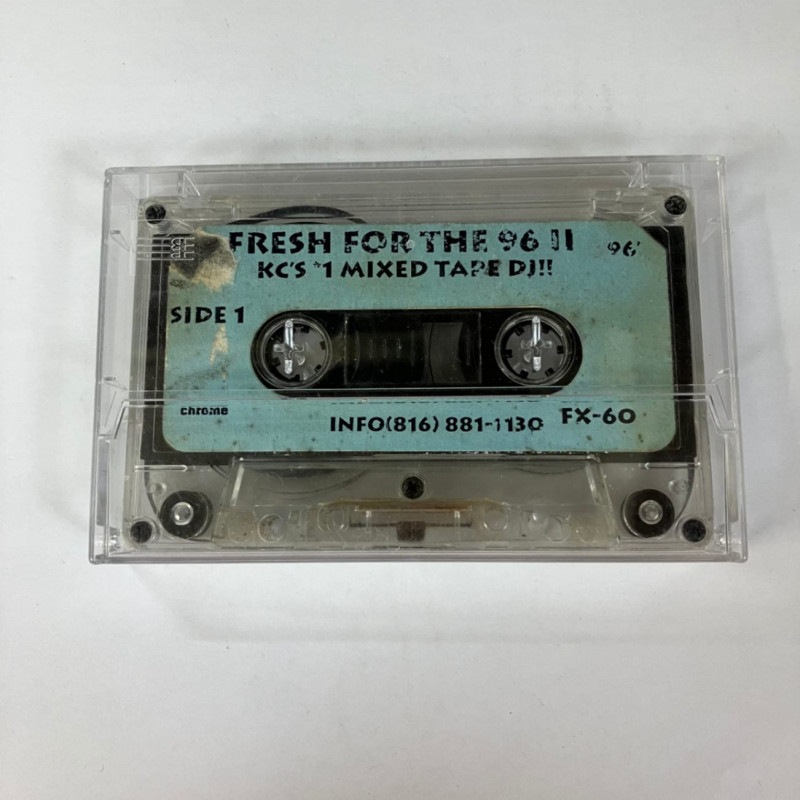 FRESH FOR THE 96 II 96'
KC'S #1 MIXED TAPE DJ!!
SIDE 1
chrome
INFO(816) 881-1130 FX-60